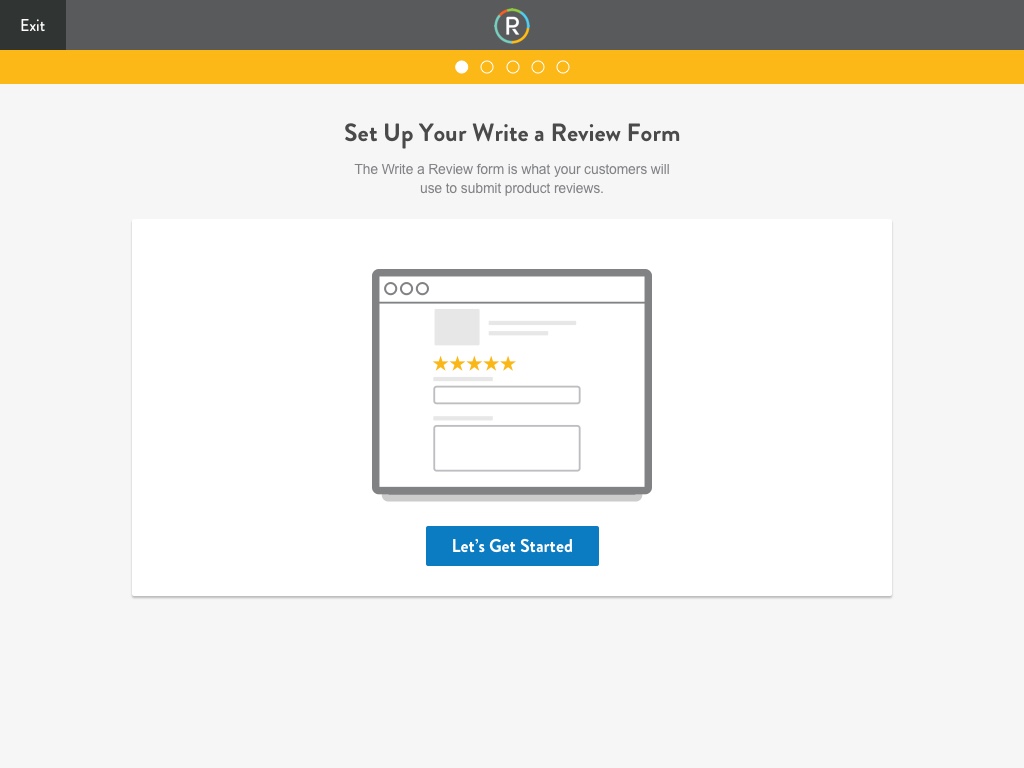 Exit
R
Set Up Your Write a Review Form
The Write a Review form is what your customers will
use to submit product reviews.
Let's Get Started